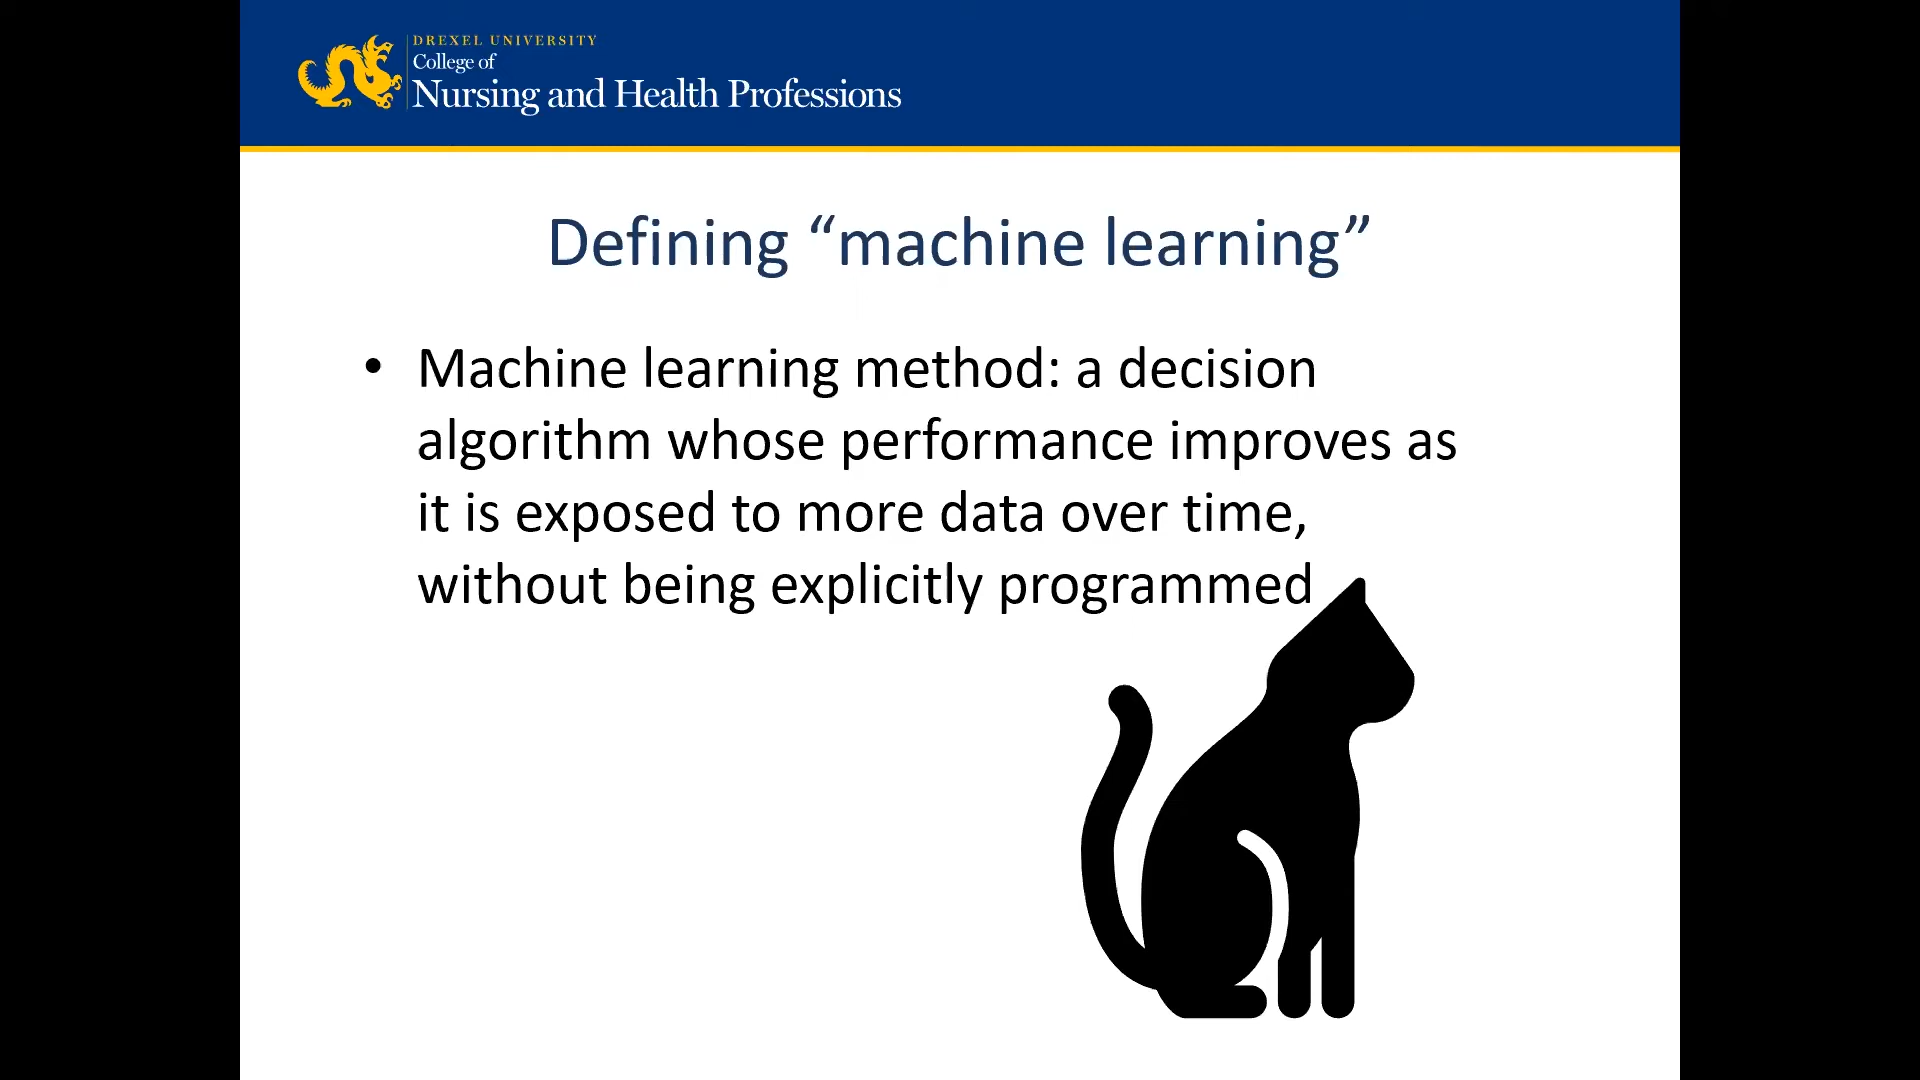 DREXEL UNIVERSITY
College of
Nursing and Health Professions
Defining “machine learning”
• Machine learning method: a decision
algorithm whose performance improves as
it is exposed to more data over time,
without being explicitly programmed